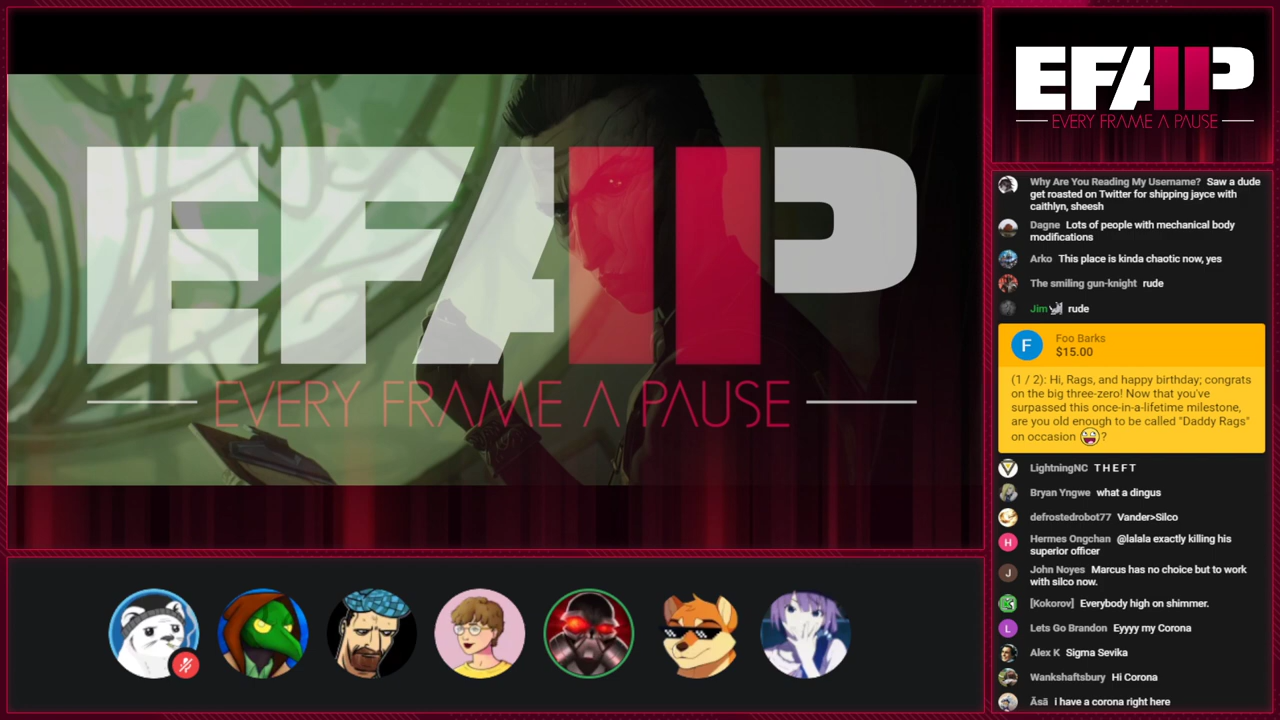 EFAP
EVERY FRAME A PAUSE
EFAP
EVERY FRAME A PAUSE
Why Are You Reading My Username? Saw a dude
get roasted on Twitter for shipping jayce with
caithlyn, sheesh
Dagne Lots of people with mechanical body
modifications
Arko This place is kinda chaotic now, yes
The smiling gun-knight rude
Jim rude
F
Foo Barks
$15.00
(1 / 2): Hi, Rags, and happy birthday; congrats
on the big three-zero! Now that you've
surpassed this once-in-a-lifetime milestone,
are you old enough to be called "Daddy Rags"
on occasion ?
LightningNC T H E F T
Bryan Yngwe what a dingus
defrostedrobot77 Vander>Silco
H
Hermes Ongchan @lalala exactly killing his
superior officer
J
John Noyes Marcus has no choice but to work
with silco now.
[Kokorov] Everybody high on shimmer.
L
Lets Go Brandon Eyyyy my Corona
Alex K Sigma Sevika
Wankshaftsbury Hi Corona
Äsä i have a corona right here